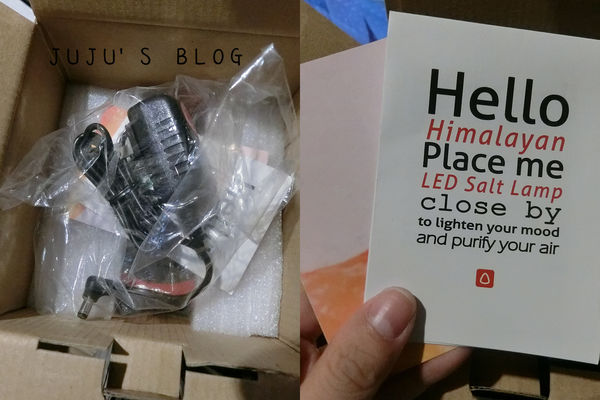 JUJU'S BLOG
Hello
Himalayan
Place me
LED Salt Lamp
close by
to lighten your mood
and purify your air